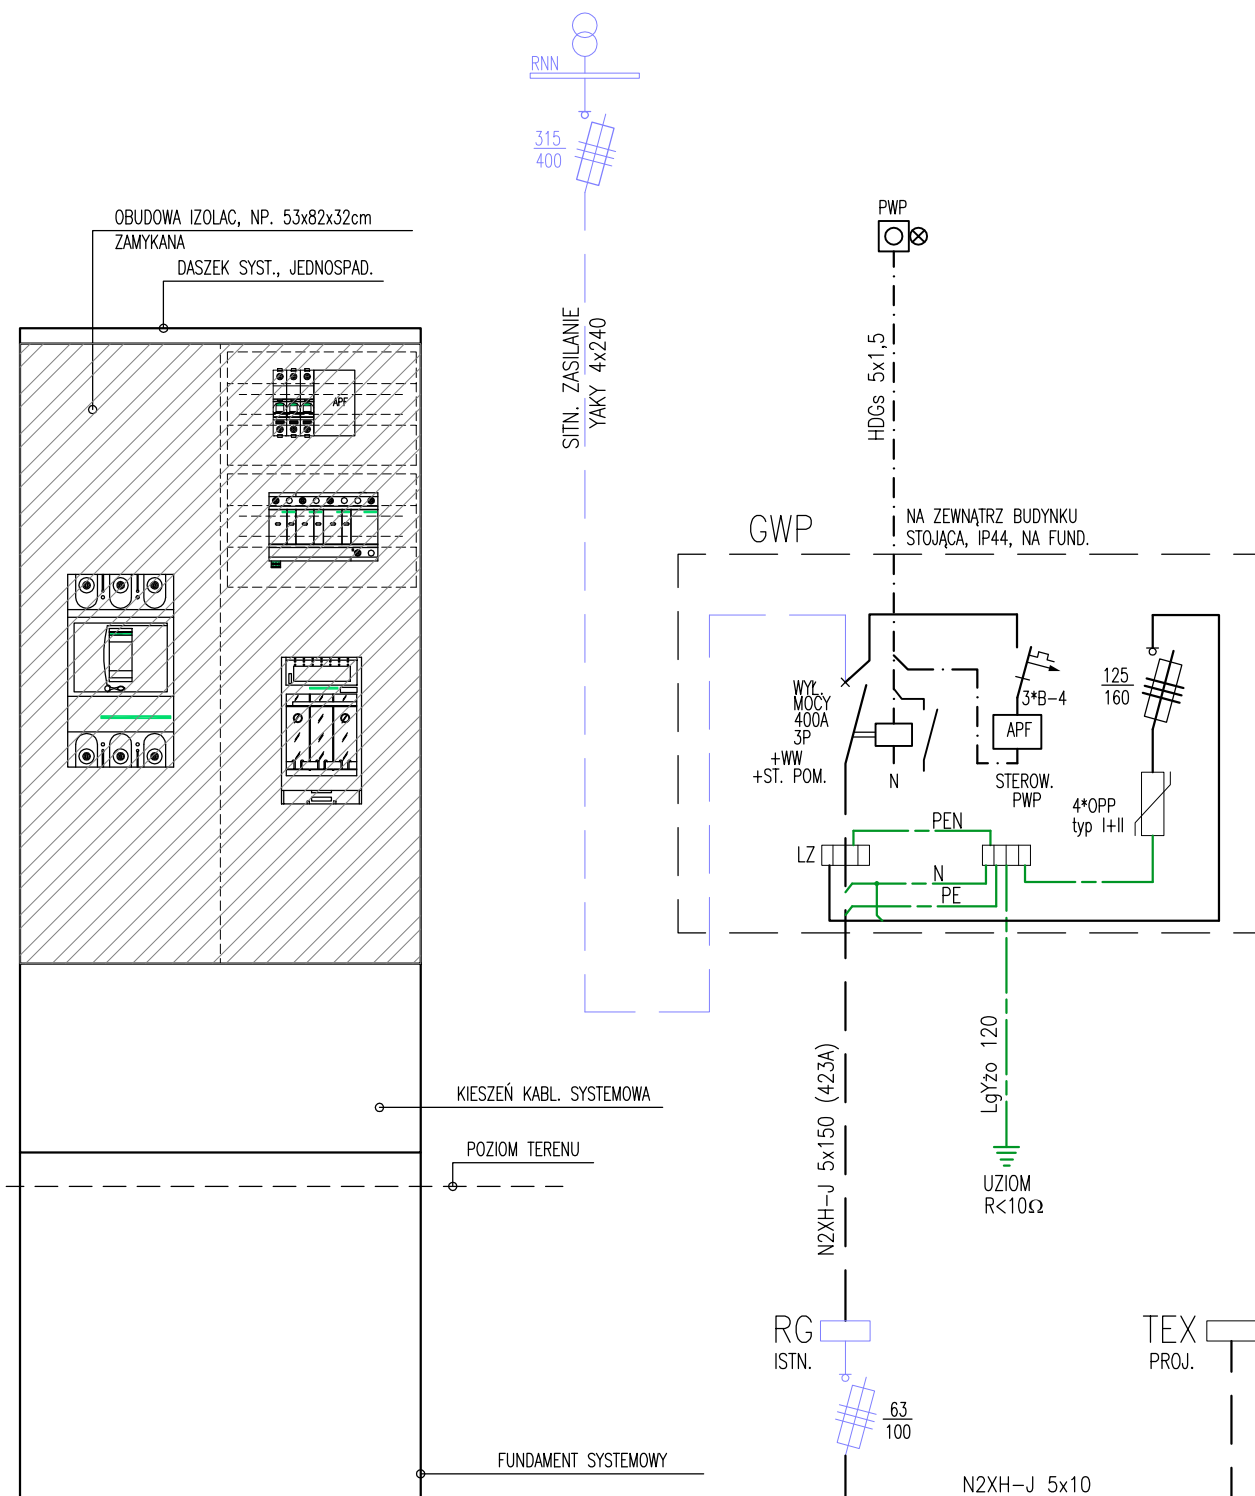 RNN
315
400
OBUDOWA IZOLAC, NP. 53x82x32cm
ZAMYKANA
DASZEK SYST., JEDNOSPAD.
APF
SITN. ZASILANIE
YAKY 4x240
PWP
HDGs 5x1,5
GWP
NA ZEWNĄTRZ BUDYNKU
STOJĄCA, IP44, NA FUND.
WYŁ.
MOCY
400A
3P
+WW
+ST. POM.
N
3*B-4
APF
STEROW.
PWP
125
160
4*OPP
typ I+II
LZ
PEN
N
PE
N2XH-J 5x150 (423A)
LgYżo 120
UZIOM
R<10Ω
KIESZEŃ KABL. SYSTEMOWA
POZIOM TERENU
RG
ISTN.
TEX
PROJ.
63
100
FUNDAMENT SYSTEMOWY
N2XH-J 5x10